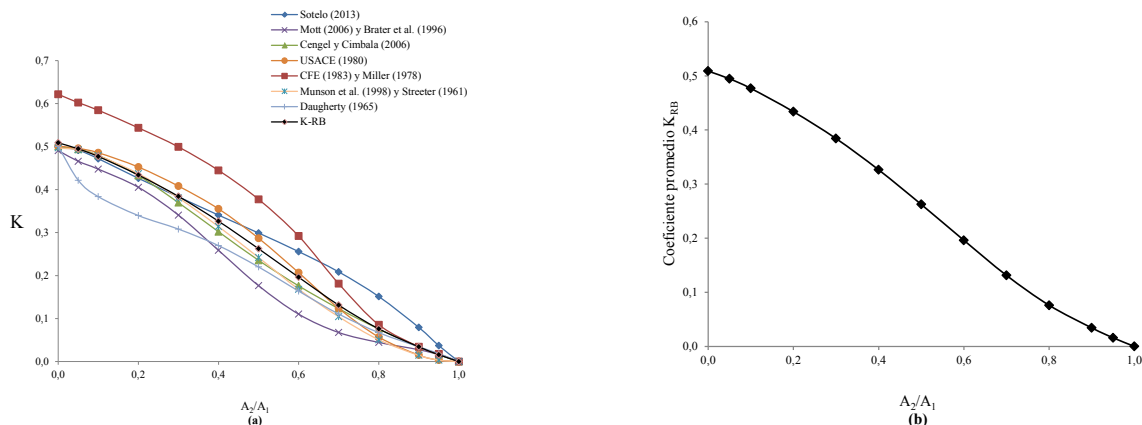 Sotelo (2013)
Mott (2006) y Brater et al. (1996)
Cengel y Cimbala (2006)
USACE (1980)
CFE (1983) y Miller (1978)
Munson et al. (1998) y Streeter (1961)
Daugherty (1965)
K-RB
0,7
0,6
0,5
0,4
0,3
0,2
0,1
0,0
K
0,0 0,2 0,4 0,6 0,8 1,0
A₂/A₁
(a)
Coeficiente promedio K_RB
0,6
0,5
0,4
0,3
0,2
0,1
0,0
0,0 0,2 0,4 0,6 0,8 1,0
A₂/A₁
(b)